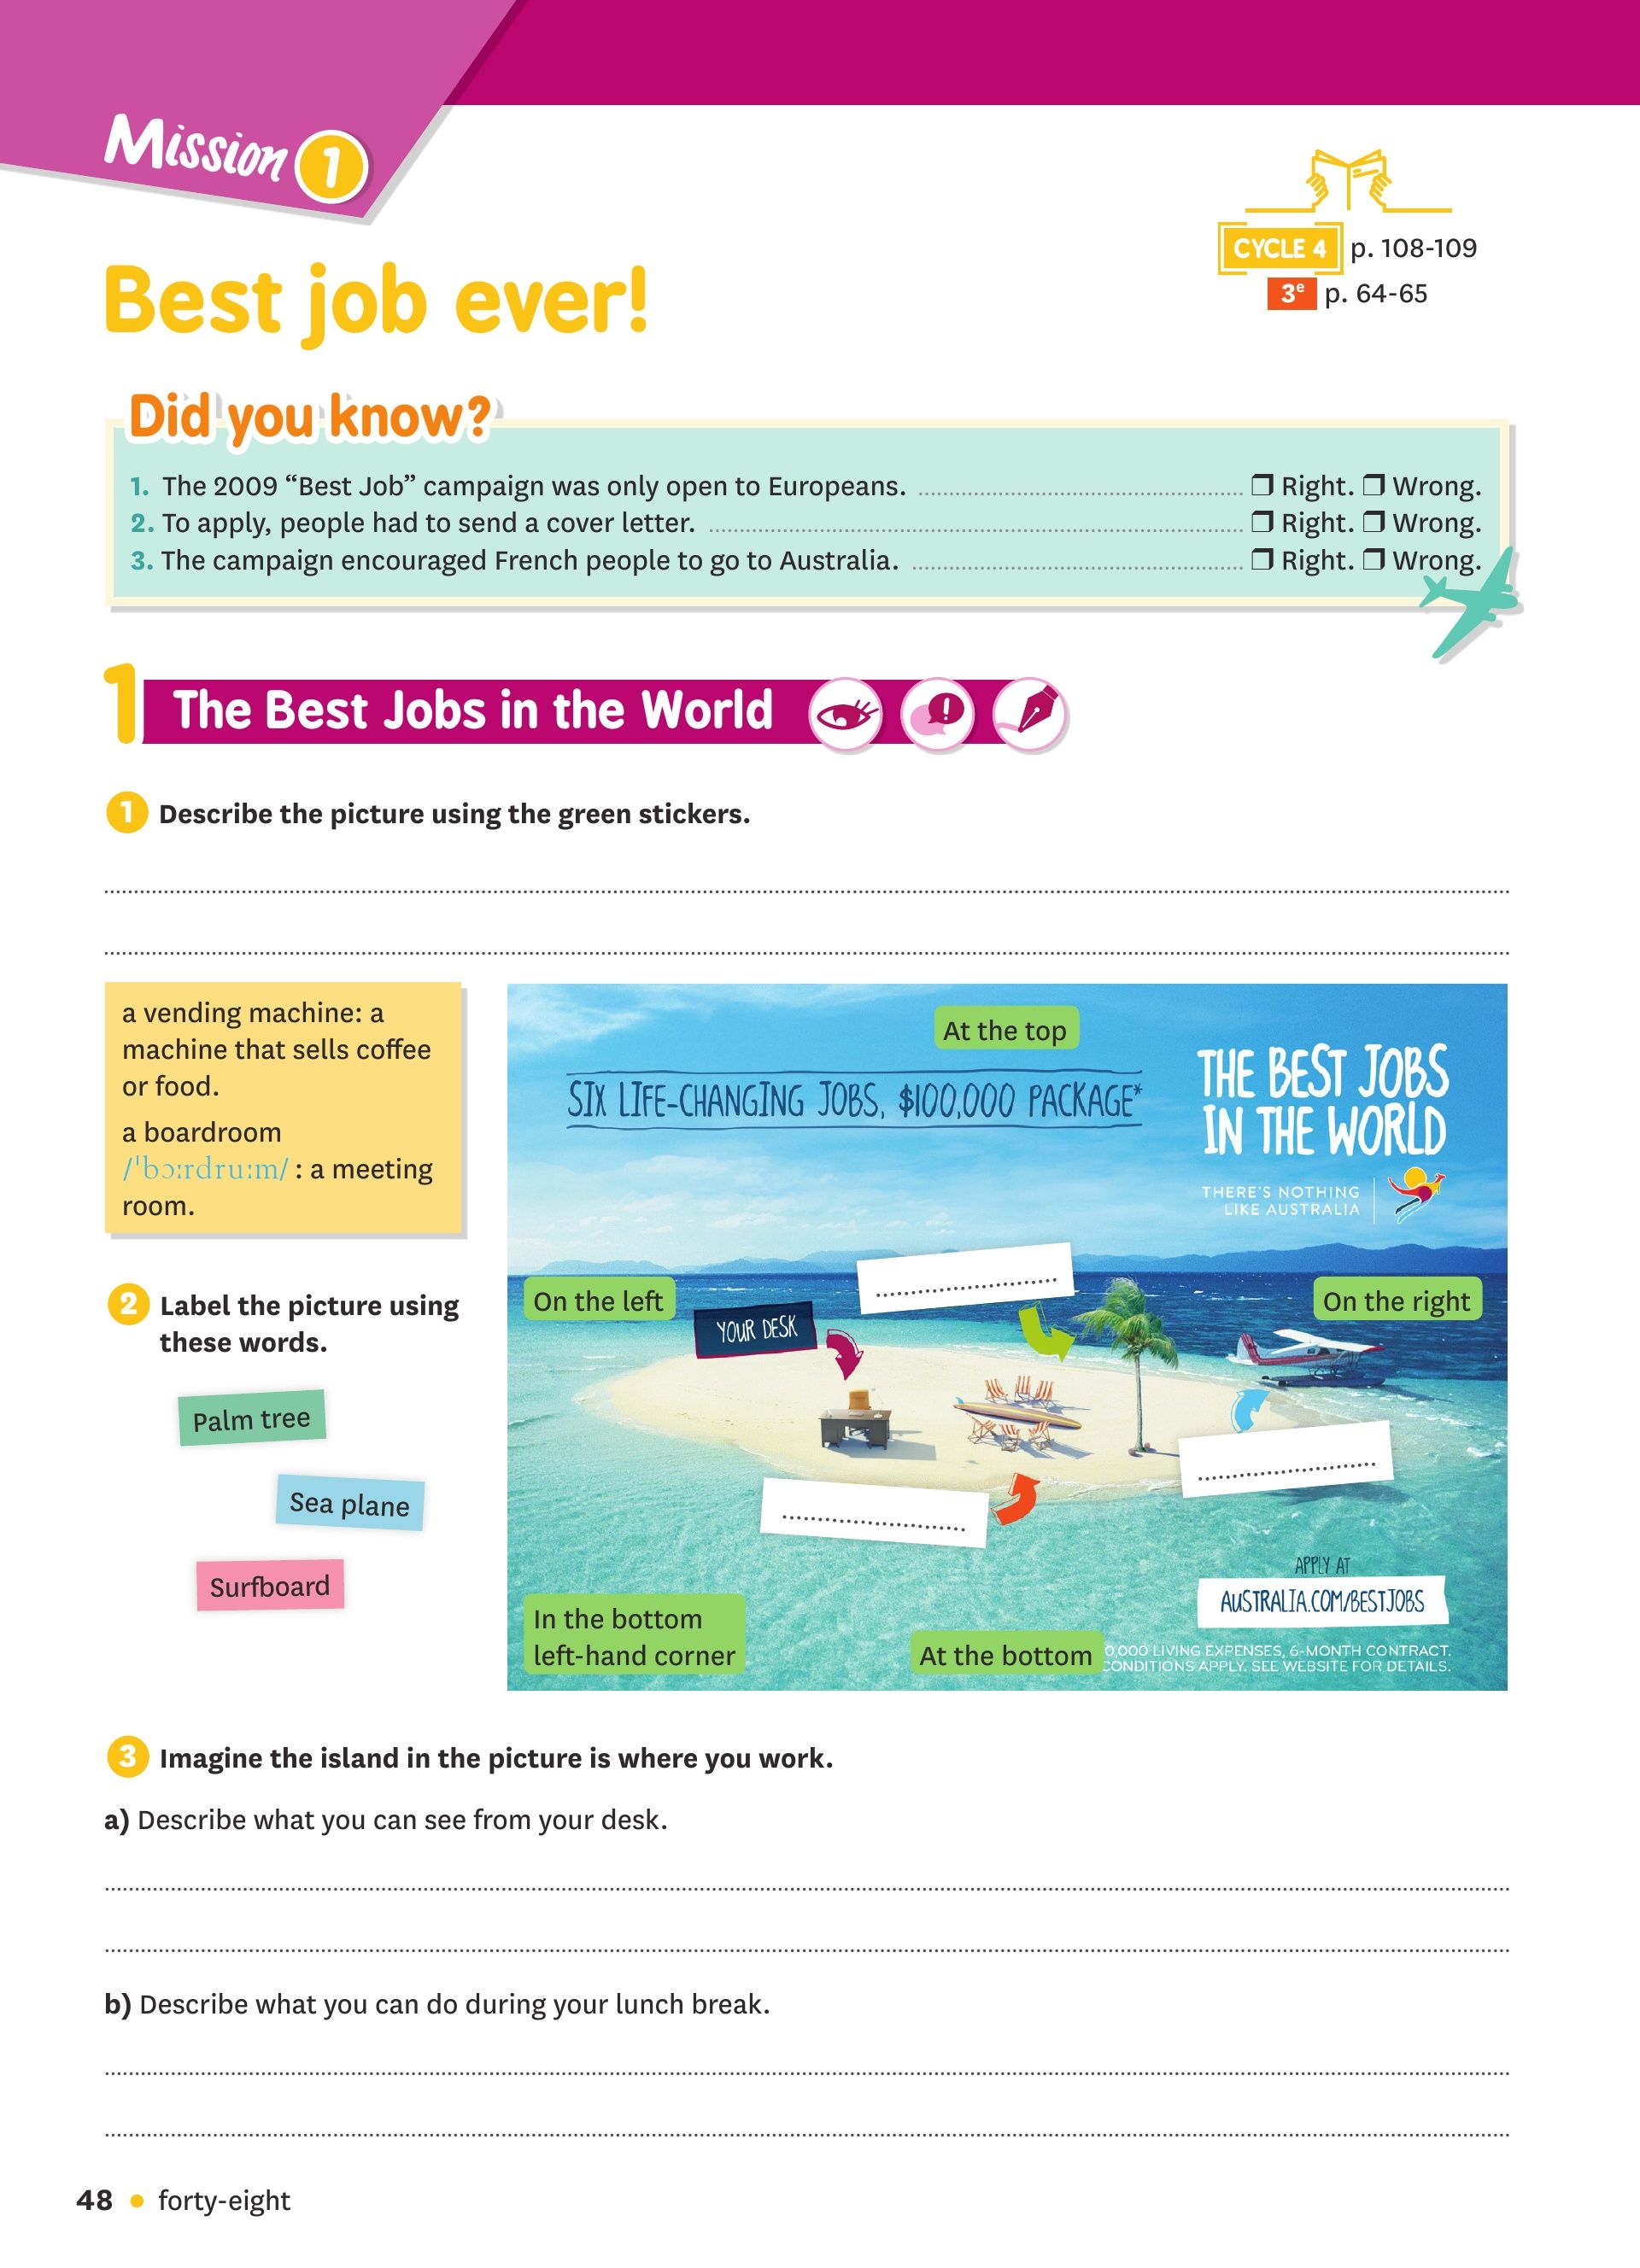 Mission 1
CYCLE 4 p. 108-109
3e p. 64-65
Best job ever!
Did you know?
1. The 2009 “Best Job” campaign was only open to Europeans. ❒ Right. ❒ Wrong.
2. To apply, people had to send a cover letter. ❒ Right. ❒ Wrong.
3. The campaign encouraged French people to go to Australia. ❒ Right. ❒ Wrong.
1 The Best Jobs in the World
1 Describe the picture using the green stickers.
a vending machine: a
machine that sells coffee
or food.
a boardroom
/ˈbɔːrdruːm/ : a meeting
room.
2 Label the picture using
these words.
Palm tree
Sea plane
Surfboard
At the top
SIX LIFE-CHANGING JOBS, $100,000 PACKAGE*
THE BEST JOBS
IN THE WORLD
THERE'S NOTHING
LIKE AUSTRALIA
On the left
YOUR DESK
On the right
APPLY AT
AUSTRALIA.COM/BESTJOBS
In the bottom
left-hand corner
At the bottom
0,000 LIVING EXPENSES, 6-MONTH CONTRACT.
CONDITIONS APPLY. SEE WEBSITE FOR DETAILS.
3 Imagine the island in the picture is where you work.
a) Describe what you can see from your desk.
b) Describe what you can do during your lunch break.
48 • forty-eight